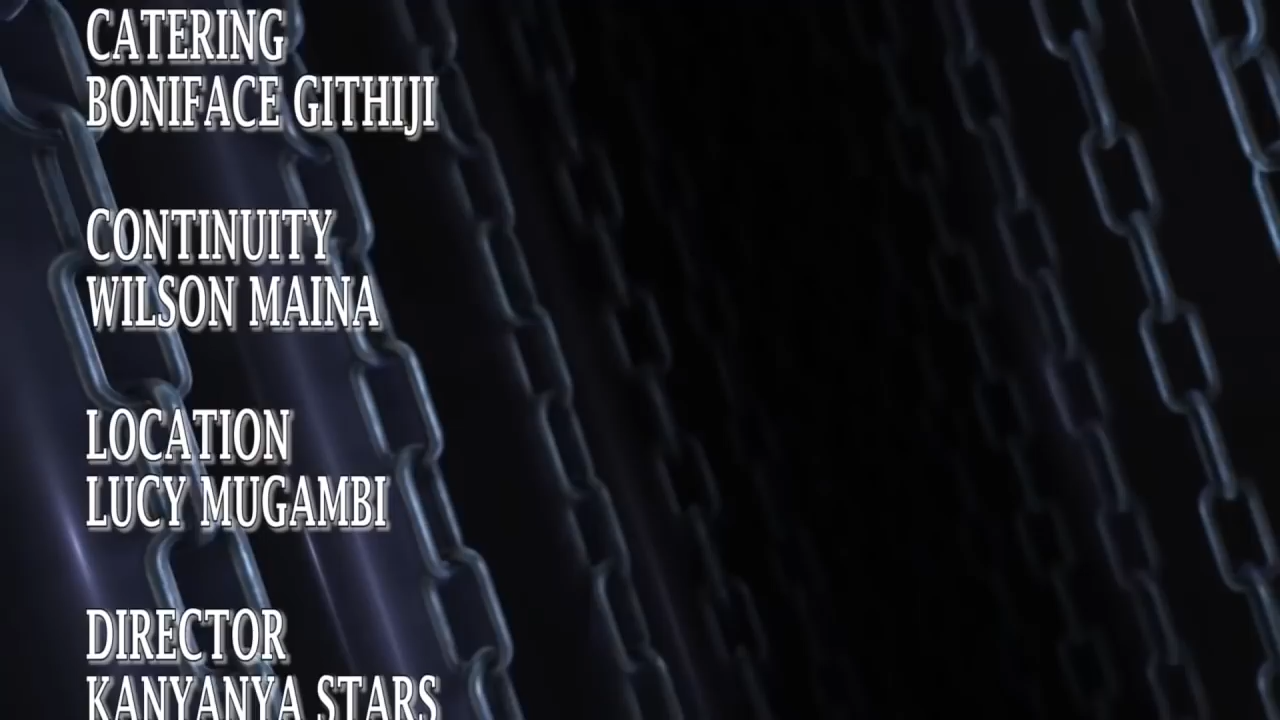 CATERING
BONIFACE GITHIJI
CONTINUITY
WILSON MAINA
LOCATION
LUCY MUGAMBI
DIRECTOR
KANYANYA STARS